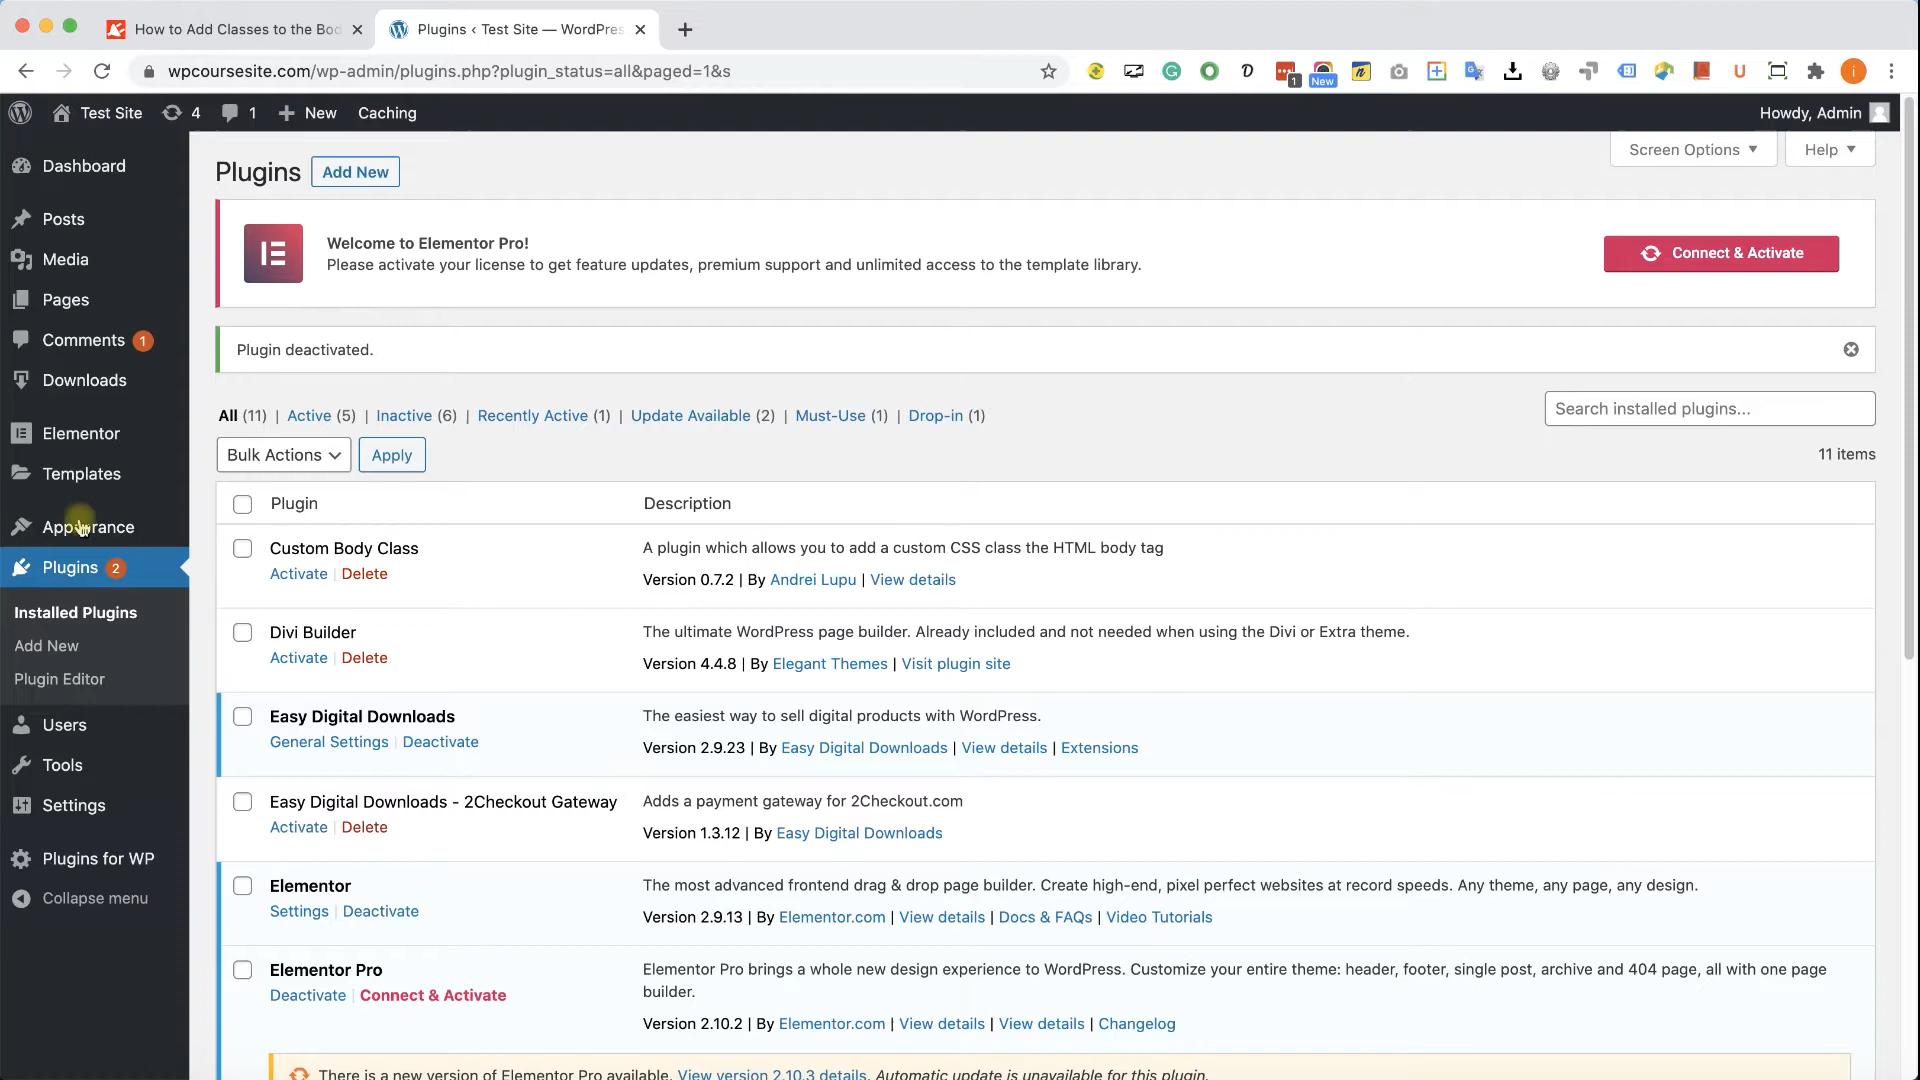 How to Add Classes to the Bod
Plugins ‹ Test Site — WordPres
wpcoursesite.com/wp-admin/plugins.php?plugin_status=all&paged=1&s
1
New
n
U
i
Test Site
4
1
New
Caching
Howdy, Admin
Dashboard
Posts
Media
Pages
Comments 1
Downloads
Elementor
Templates
Appearance
Plugins 2
Installed Plugins
Add New
Plugin Editor
Users
Tools
Settings
Plugins for WP
Collapse menu
Screen Options
Help
Plugins
Add New
Welcome to Elementor Pro!
Please activate your license to get feature updates, premium support and unlimited access to the template library.
Connect & Activate
Plugin deactivated.
All (11) | Active (5) | Inactive (6) | Recently Active (1) | Update Available (2) | Must-Use (1) | Drop-in (1)
Search installed plugins...
Bulk Actions
Apply
11 items
Plugin
Description
Custom Body Class
Activate | Delete
A plugin which allows you to add a custom CSS class the HTML body tag
Version 0.7.2 | By Andrei Lupu | View details
Divi Builder
Activate | Delete
The ultimate WordPress page builder. Already included and not needed when using the Divi or Extra theme.
Version 4.4.8 | By Elegant Themes | Visit plugin site
Easy Digital Downloads
General Settings | Deactivate
The easiest way to sell digital products with WordPress.
Version 2.9.23 | By Easy Digital Downloads | View details | Extensions
Easy Digital Downloads - 2Checkout Gateway
Activate | Delete
Adds a payment gateway for 2Checkout.com
Version 1.3.12 | By Easy Digital Downloads
Elementor
Settings | Deactivate
The most advanced frontend drag & drop page builder. Create high-end, pixel perfect websites at record speeds. Any theme, any page, any design.
Version 2.9.13 | By Elementor.com | View details | Docs & FAQs | Video Tutorials
Elementor Pro
Deactivate | Connect & Activate
Elementor Pro brings a whole new design experience to WordPress. Customize your entire theme: header, footer, single post, archive and 404 page, all with one page
builder.
Version 2.10.2 | By Elementor.com | View details | View details | Changelog
There is a new version of Elementor Pro available. View version 2.10.3 details. Automatic update is unavailable for this plugin.